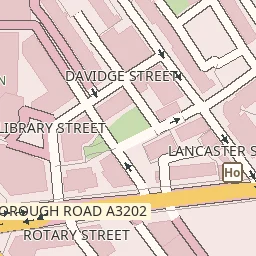 DAVIDGE STREET
LIBRARY STREET
LANCASTER S
Ho
OROUGH ROAD A3202
ROTARY STREET